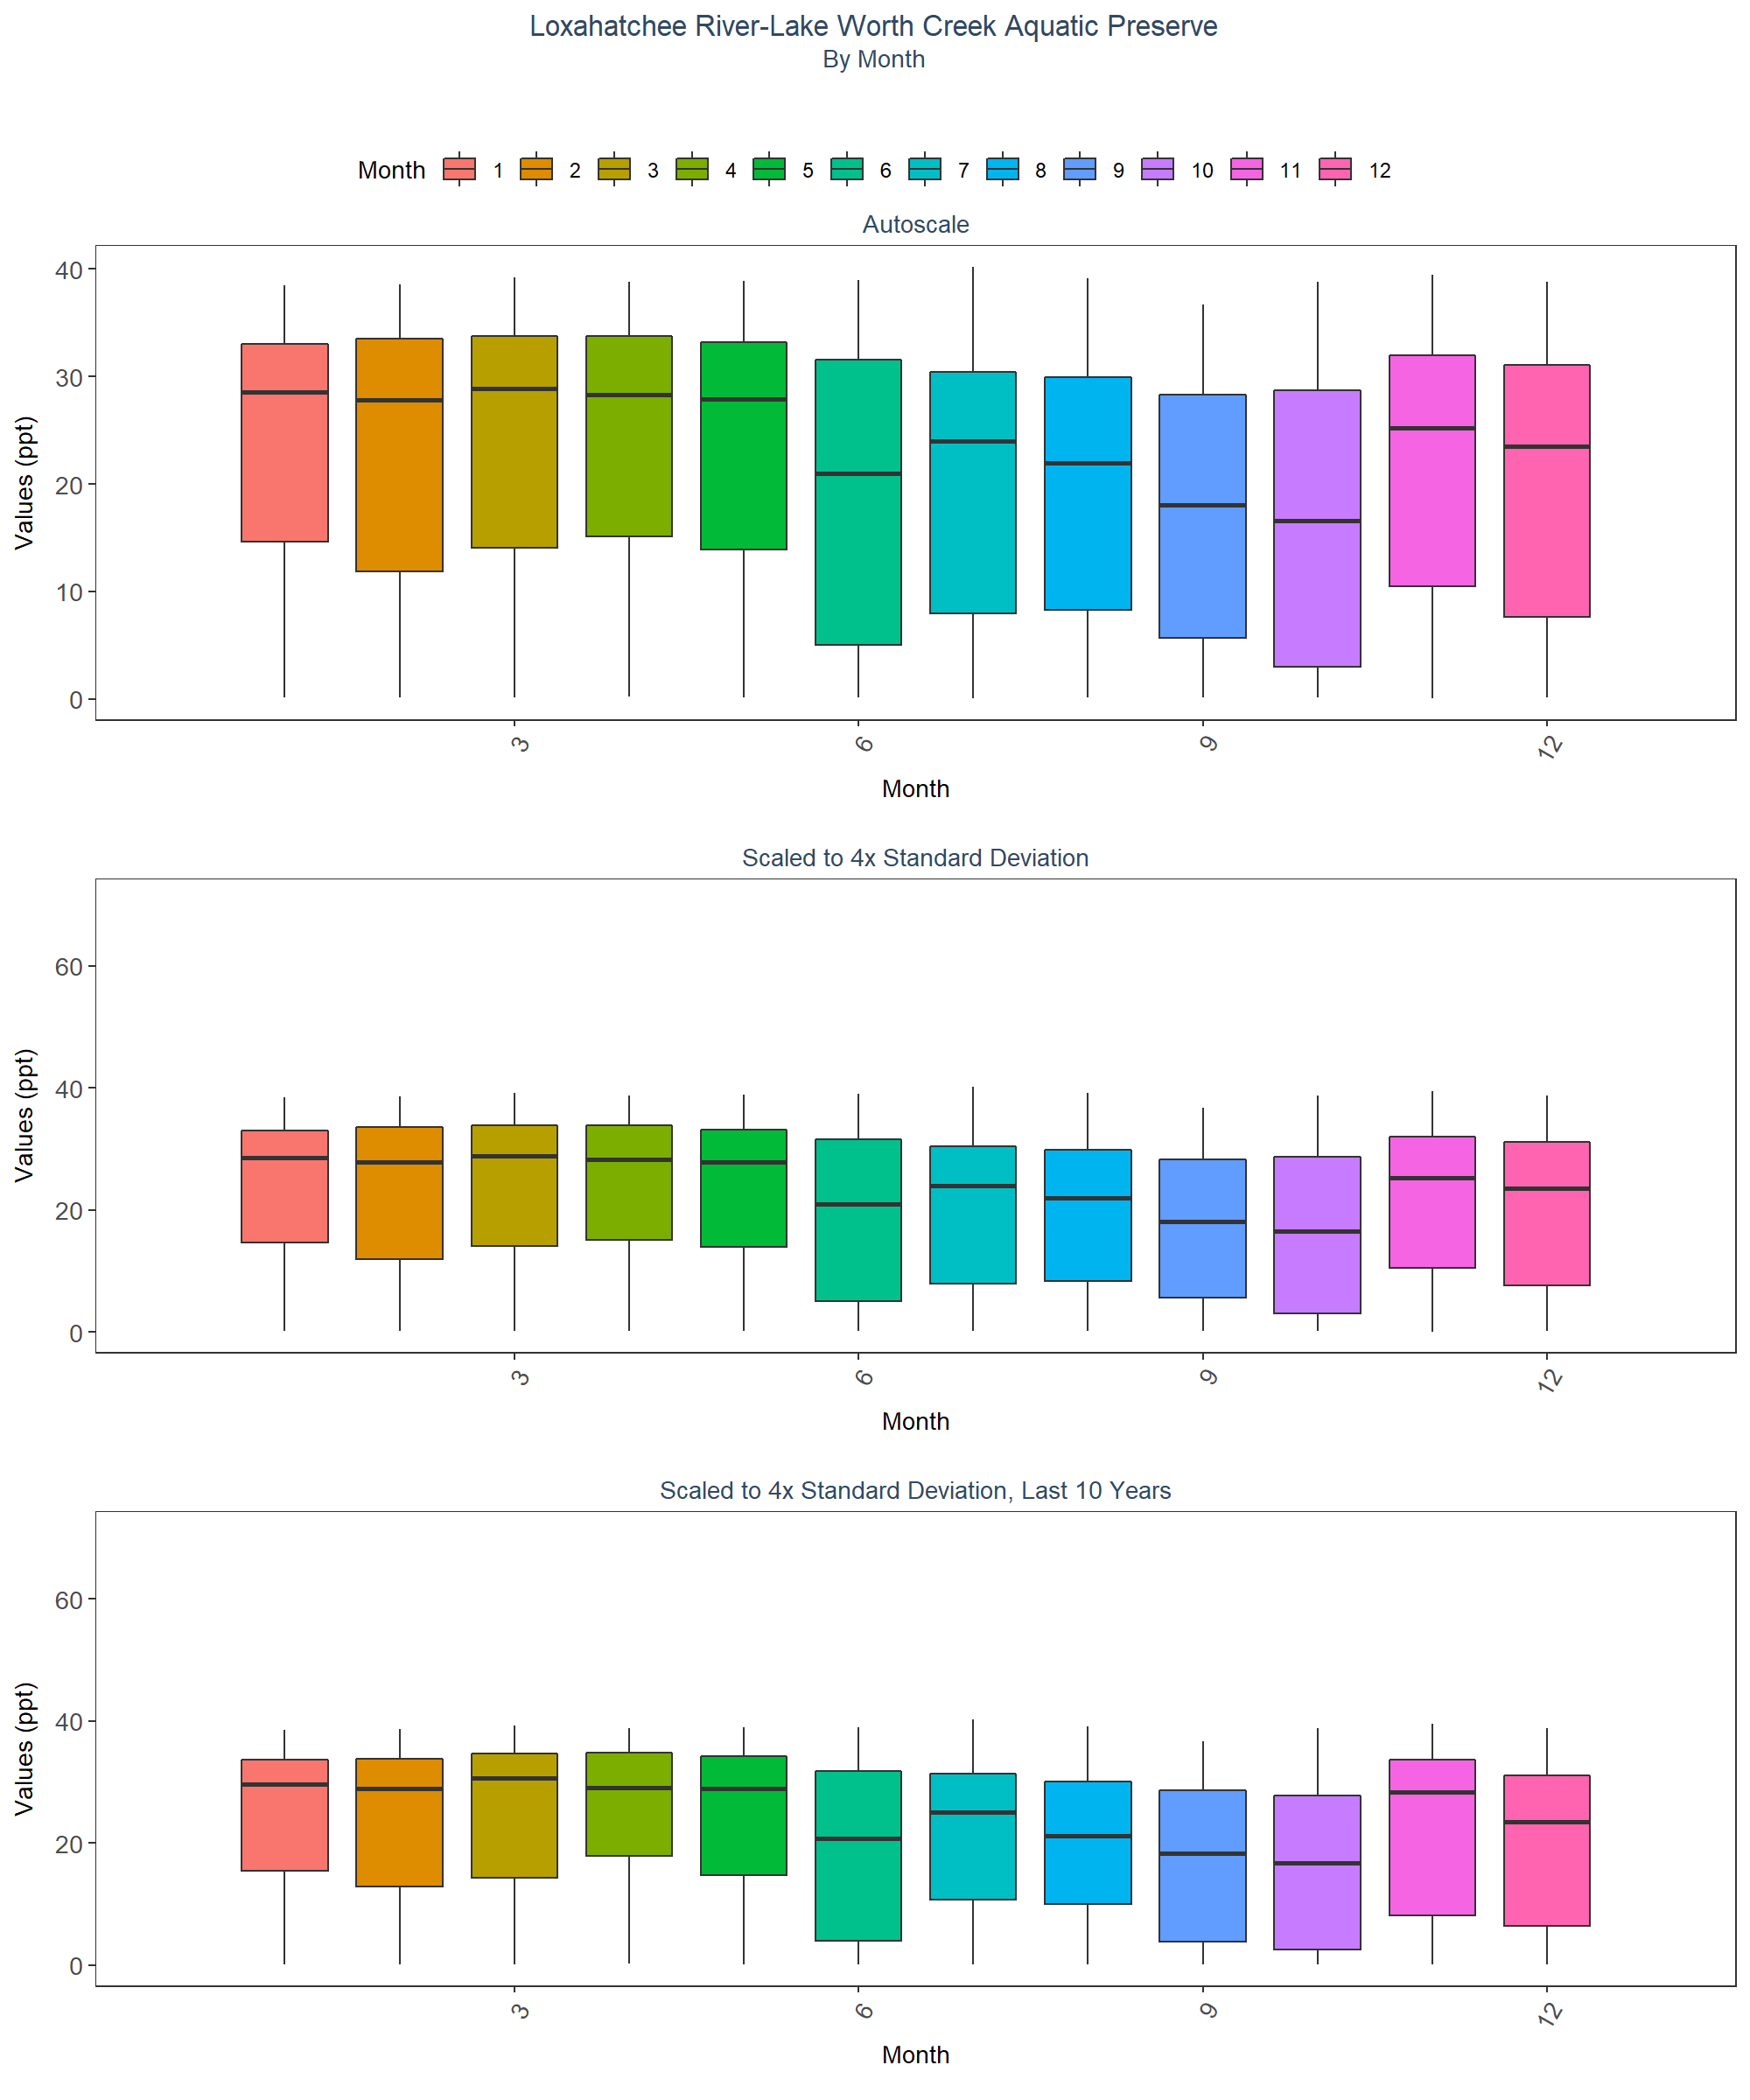 Loxahatchee River-Lake Worth Creek Aquatic Preserve
By Month
Month 1 2 3 4 5 6 7 8 9 10 11 12
Autoscale
Values (ppt)
40
30
20
10
0
3 6 9 12
Month
Scaled to 4x Standard Deviation
Values (ppt)
60
40
20
0
3 6 9 12
Month
Scaled to 4x Standard Deviation, Last 10 Years
Values (ppt)
60
40
20
0
3 6 9 12
Month